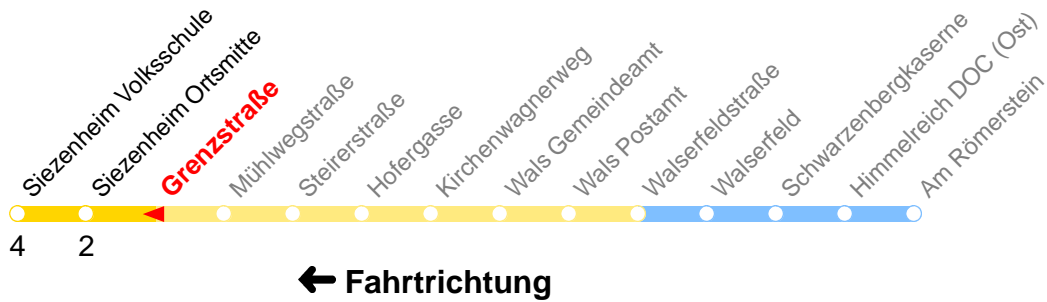 Siezenheim Volksschule
Siezenheim Ortsmitte
Grenzstraße
Mühlwegstraße
Steirerstraße
Hofergasse
Kirchenwagnerweg
Wals Gemeindeamt
Wals Postamt
Walserfeldstraße
Walserfeld
Schwarzenbergkaserne
Himmelreich DOC (Ost)
Am Römerstein
4 2
Fahrtrichtung